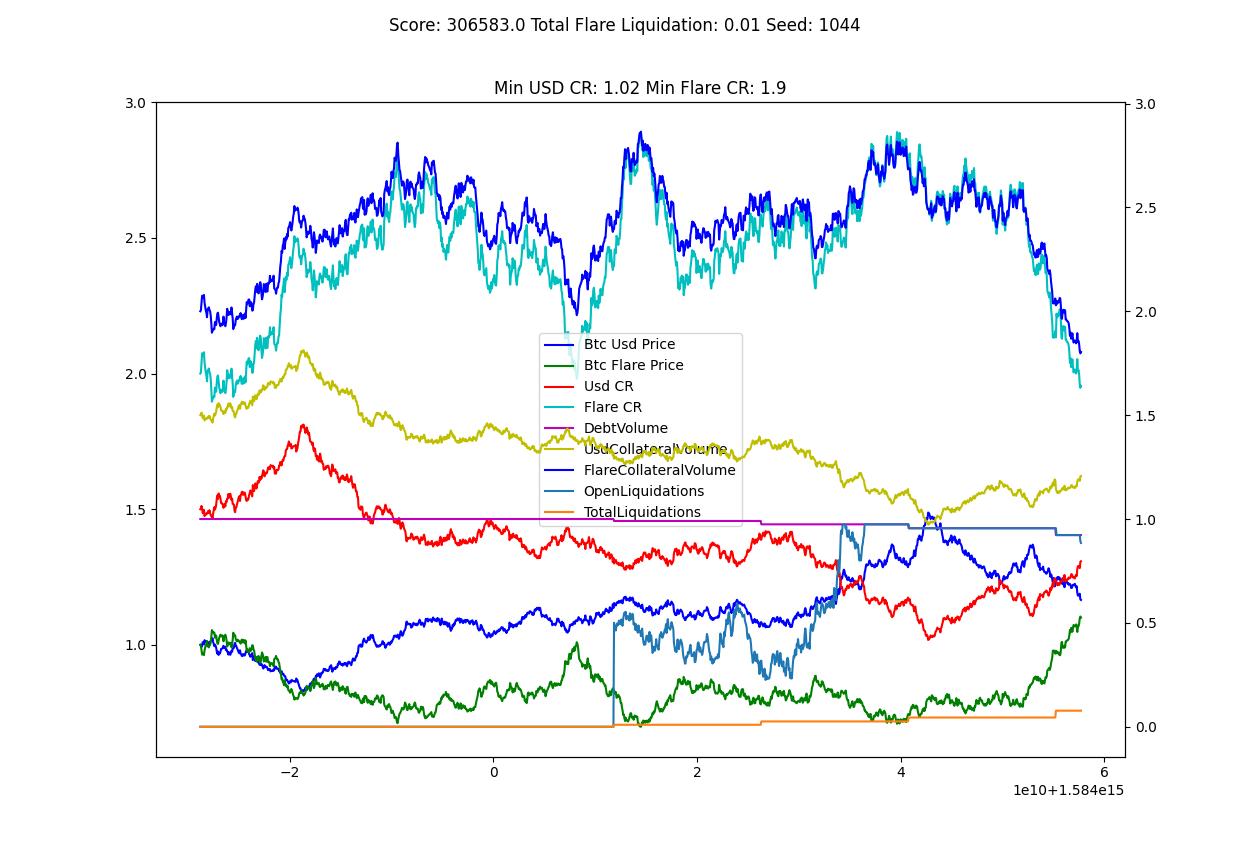 Score: 306583.0 Total Flare Liquidation: 0.01 Seed: 1044
Min USD CR: 1.02 Min Flare CR: 1.9
3.0
2.5
2.0
1.5
1.0
3.0
2.5
2.0
1.5
1.0
0.5
0.0
Btc Usd Price
Btc Flare Price
Usd CR
Flare CR
DebtVolume
UsdCollateralVolume
FlareCollateralVolume
OpenLiquidations
TotalLiquidations
−2
0
2
4
6
1e10+1.584e15